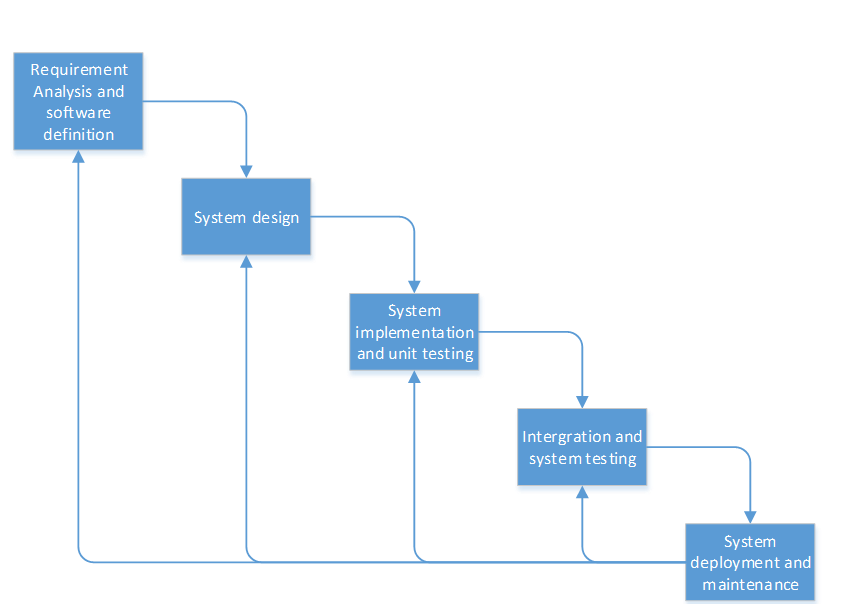 Requirement
Analysis and
software
definition
System design
System
implementation
and unit testing
Intergration and
system testing
System
deployment and
maintenance